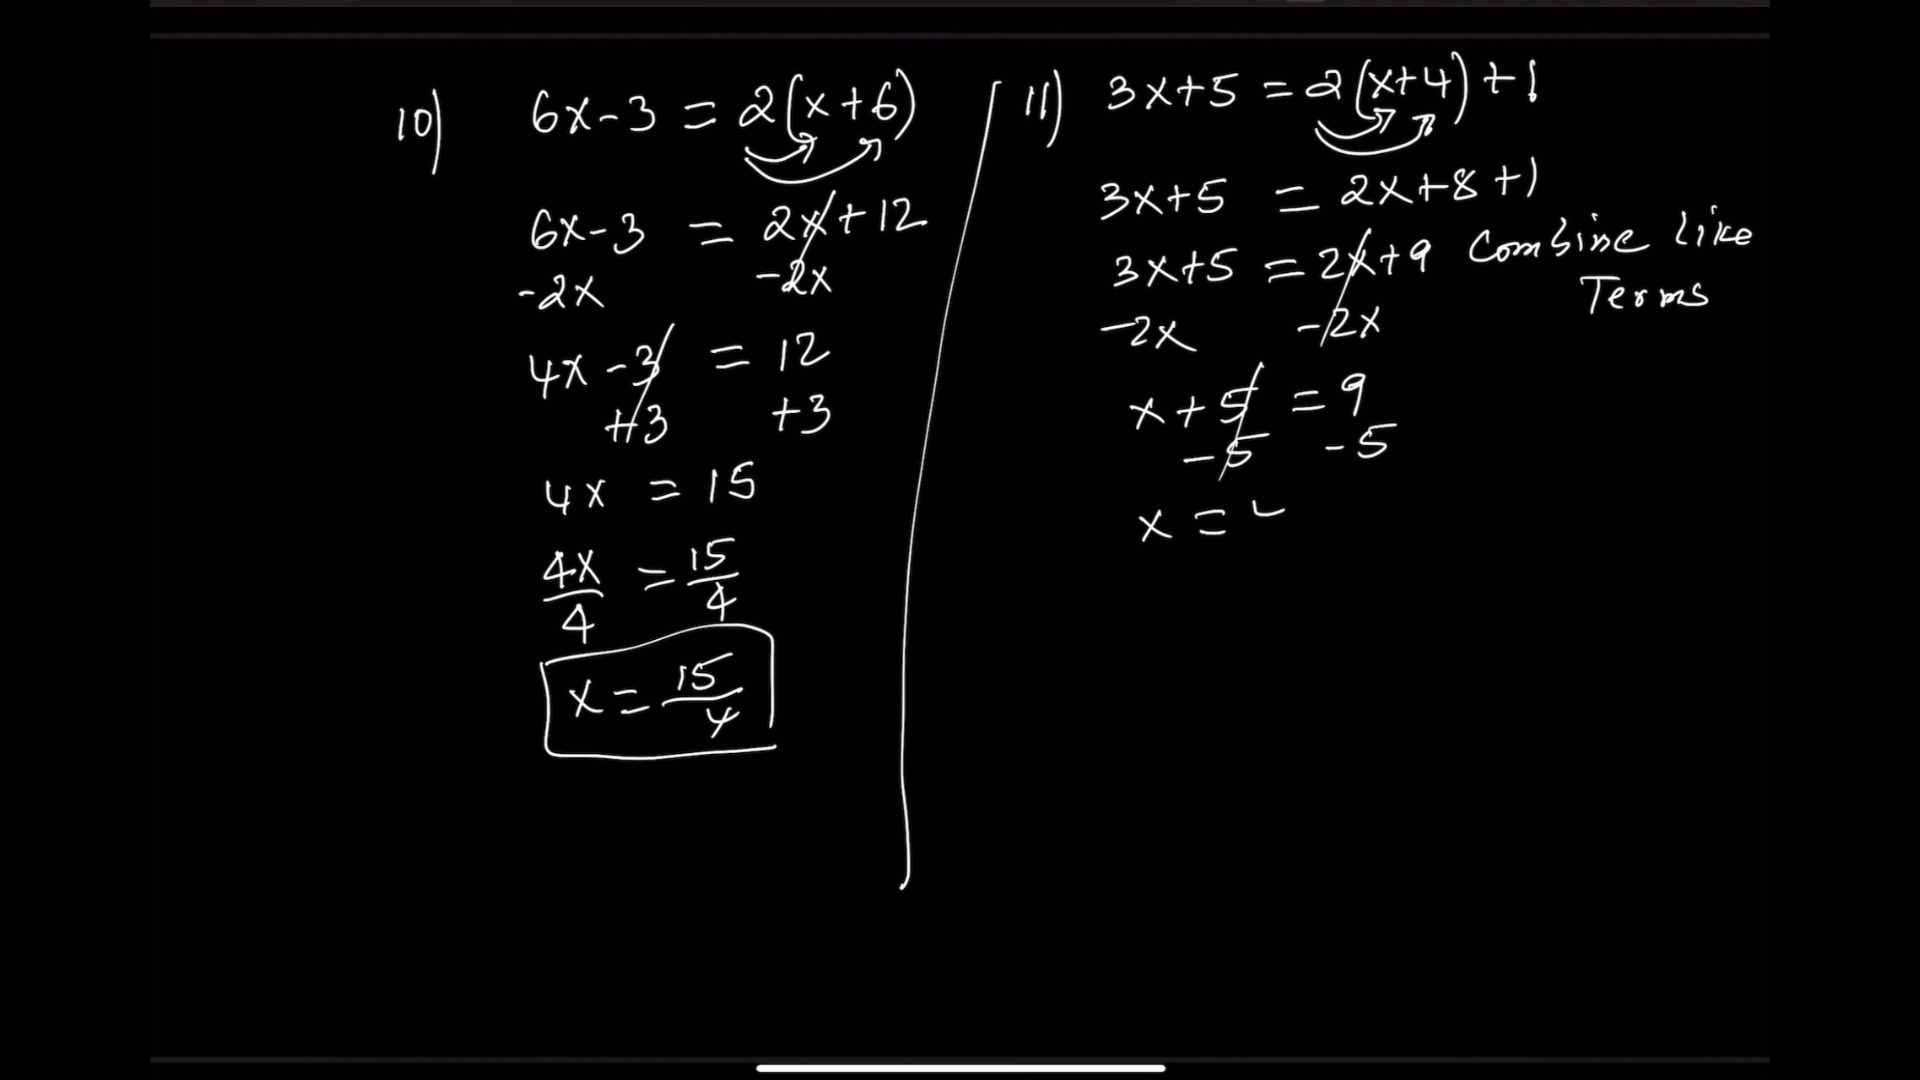 10) 6x-3 = 2(x+6)
6x-3 = 2x+12
-2x -2x
4x-3 = 12
+3 +3
4x = 15
4x/4 = 15/4
x = 15/4
11) 3x+5 = 2(x+4)+1
3x+5 = 2x+8+1
3x+5 = 2x+9 Combine Like
Terms
-2x -2x
x+5 = 9
-5 -5
x =